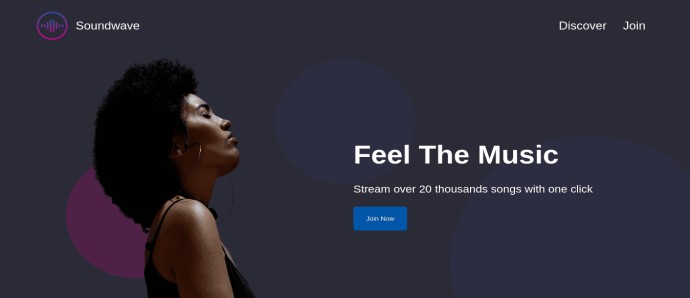 Soundwave
Discover Join
Feel The Music
Stream over 20 thousands songs with one click
Join Now